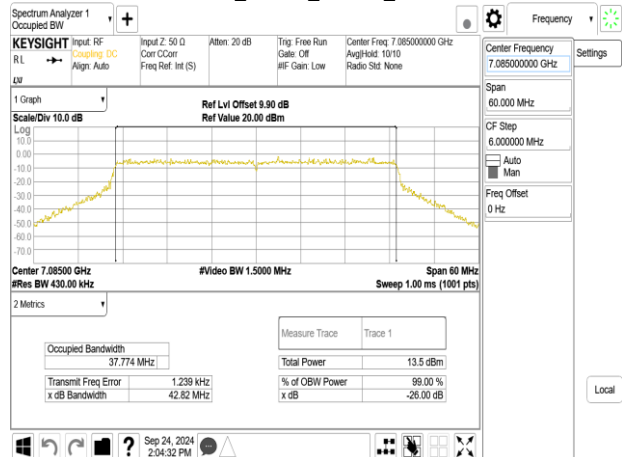 Spectrum Analyzer 1
Occupied BW
Frequency
KEYSIGHT
Input: RF
Coupling: DC
Align: Auto
Input Z: 50 Ω
Corr CCorr
Freq Ref: Int (S)
Atten: 20 dB
Trig: Free Run
Gate: Off
#IF Gain: Low
Center Freq: 7.085000000 GHz
Avg|Hold: 10/10
Radio Std: None
RL
LXI
Center Frequency
7.085000000 GHz
Settings
Span
60.000 MHz
CF Step
6.000000 MHz
Auto
Man
Freq Offset
0 Hz
Local
1 Graph
Scale/Div 10.0 dB
Ref Lvl Offset 9.90 dB
Ref Value 20.00 dBm
Log
10.0
0.00
-10.0
-20.0
-30.0
-40.0
-50.0
-60.0
-70.0
Center 7.08500 GHz
#Res BW 430.00 kHz
#Video BW 1.5000 MHz
Span 60 MHz
Sweep 1.00 ms (1001 pts)
2 Metrics
Measure Trace Trace 1
Occupied Bandwidth
37.774 MHz
Total Power 13.5 dBm
Transmit Freq Error 1.239 kHz
% of OBW Power 99.00 %
x dB Bandwidth 42.82 MHz
x dB -26.00 dB
Sep 24, 2024
2:04:32 PM